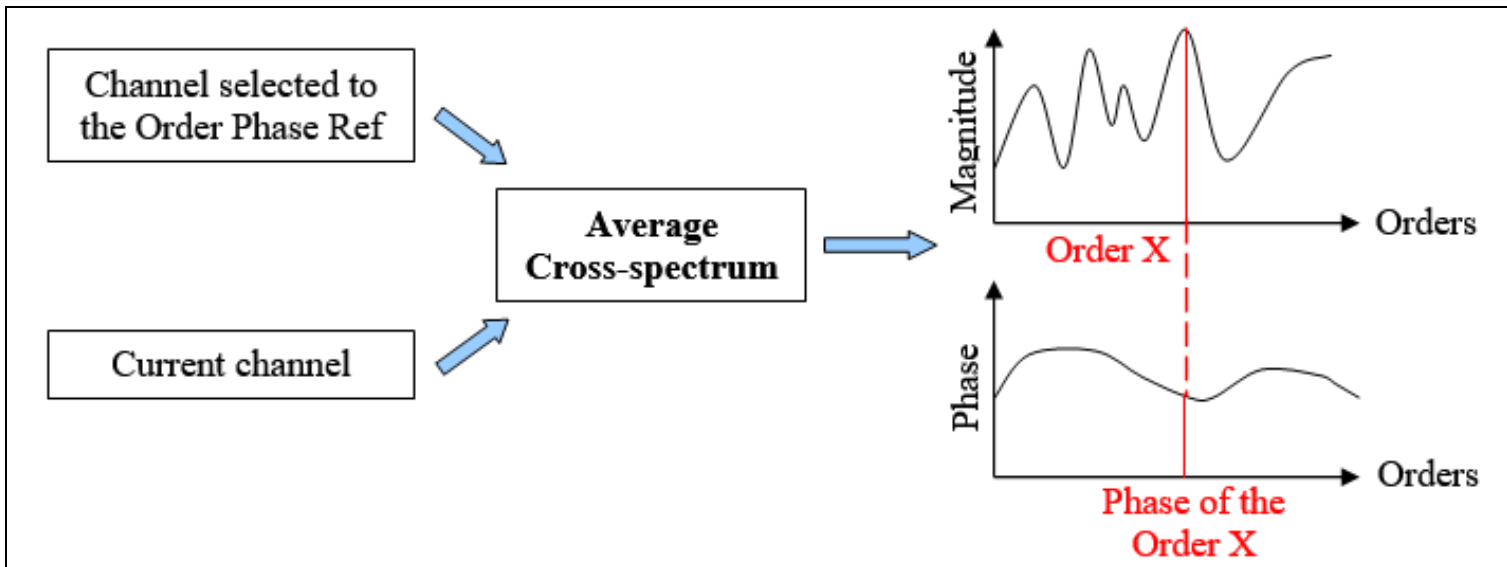 Channel selected to
the Order Phase Ref
Current channel
Average
Cross-spectrum
Magnitude
Orders
Order X
Phase
Orders
Phase of the
Order X